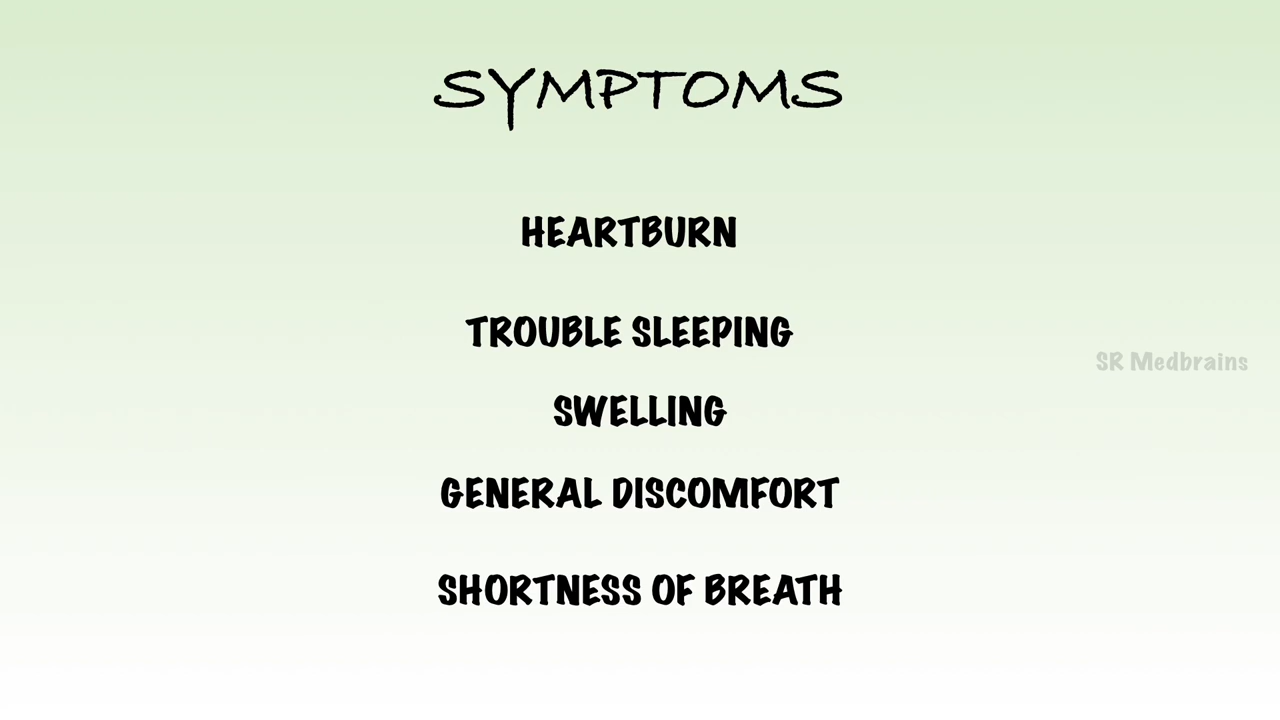 SYMPTOMS
HEARTBURN
TROUBLE SLEEPING
SR Medbrains
SWELLING
GENERAL DISCOMFORT
SHORTNESS OF BREATH